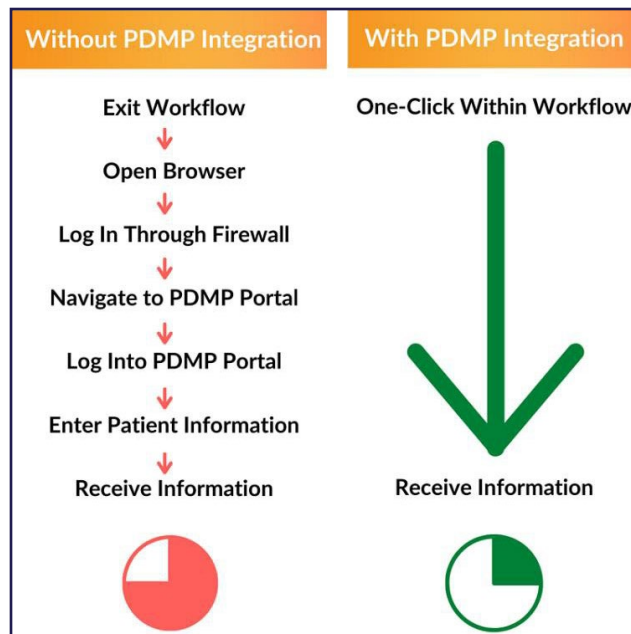 Without PDMP Integration
Exit Workflow
Open Browser
Log In Through Firewall
Navigate to PDMP Portal
Log Into PDMP Portal
Enter Patient Information
Receive Information
With PDMP Integration
One-Click Within Workflow
Receive Information